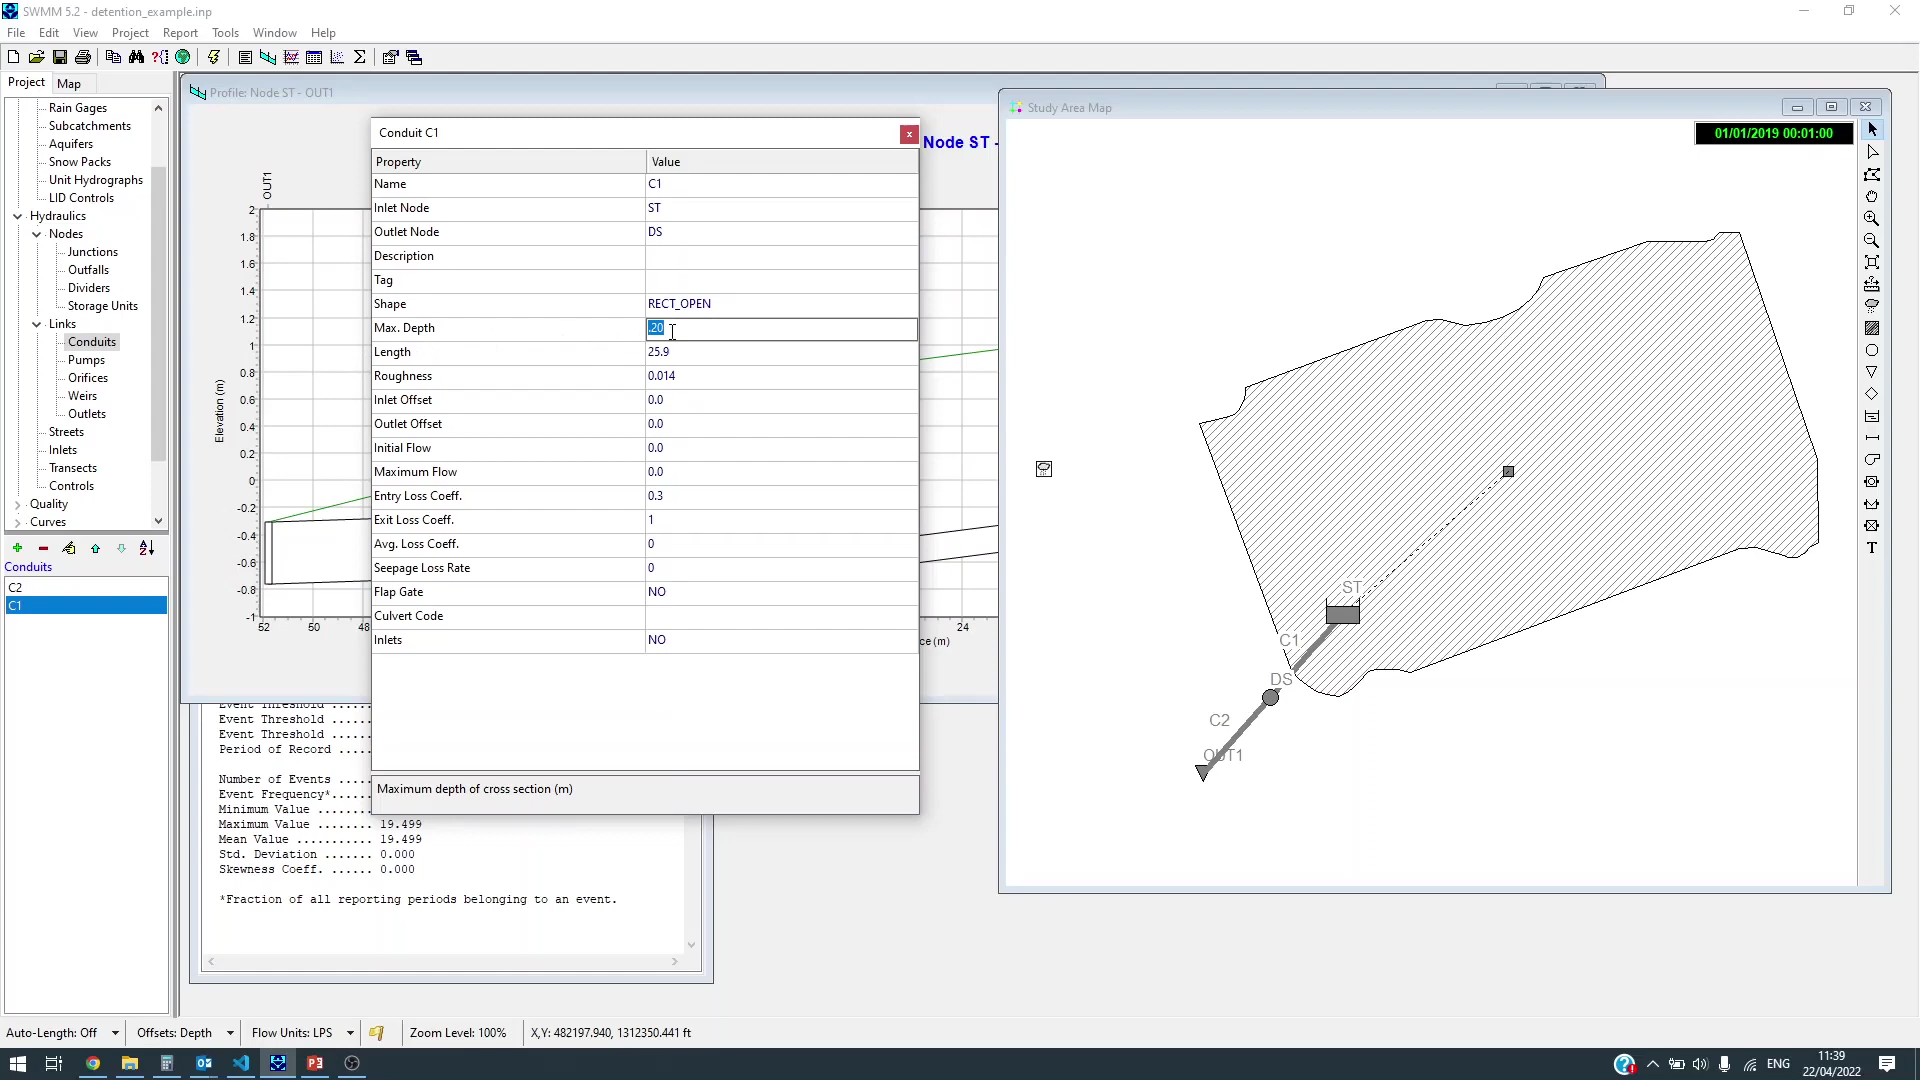 SWMM 5.2 - detention_example.inp
File Edit View Project Report Tools Window Help
Project Map
Rain Gages
Subcatchments
Aquifers
Snow Packs
Unit Hydrographs
LID Controls
Hydraulics
Nodes
Junctions
Outfalls
Dividers
Storage Units
Links
Conduits
Pumps
Orifices
Weirs
Outlets
Streets
Inlets
Transects
Controls
Quality
Curves
Conduits
C2
C1
Profile: Node ST - OUT1
Node ST -
OUT1
2
1.8
1.6
1.4
1.2
1
0.8
0.6
0.4
0.2
0
-0.2
-0.4
-0.6
-0.8
-1
Elevation (m)
52 50 48 24
ce (m)
Conduit C1
Property Value
Name C1
Inlet Node ST
Outlet Node DS
Description
Tag
Shape RECT_OPEN
Max. Depth .20
Length 25.9
Roughness 0.014
Inlet Offset 0.0
Outlet Offset 0.0
Initial Flow 0.0
Maximum Flow 0.0
Entry Loss Coeff. 0.3
Exit Loss Coeff. 1
Avg. Loss Coeff. 0
Seepage Loss Rate 0
Flap Gate NO
Culvert Code
Inlets NO
Maximum depth of cross section (m)
Event Threshold .....
Event Threshold .....
Event Threshold .....
Period of Record ....
Number of Events ....
Event Frequency*.....
Minimum Value .......
Maximum Value ........ 19.499
Mean Value ........... 19.499
Std. Deviation ....... 0.000
Skewness Coeff. ...... 0.000
*Fraction of all reporting periods belonging to an event.
Study Area Map
01/01/2019 00:01:00
ST
C1
DS
C2
OUT1
T
Auto-Length: Off Offsets: Depth Flow Units: LPS Zoom Level: 100% X,Y: 482197.940, 1312350.441 ft
ENG
11:39
22/04/2022